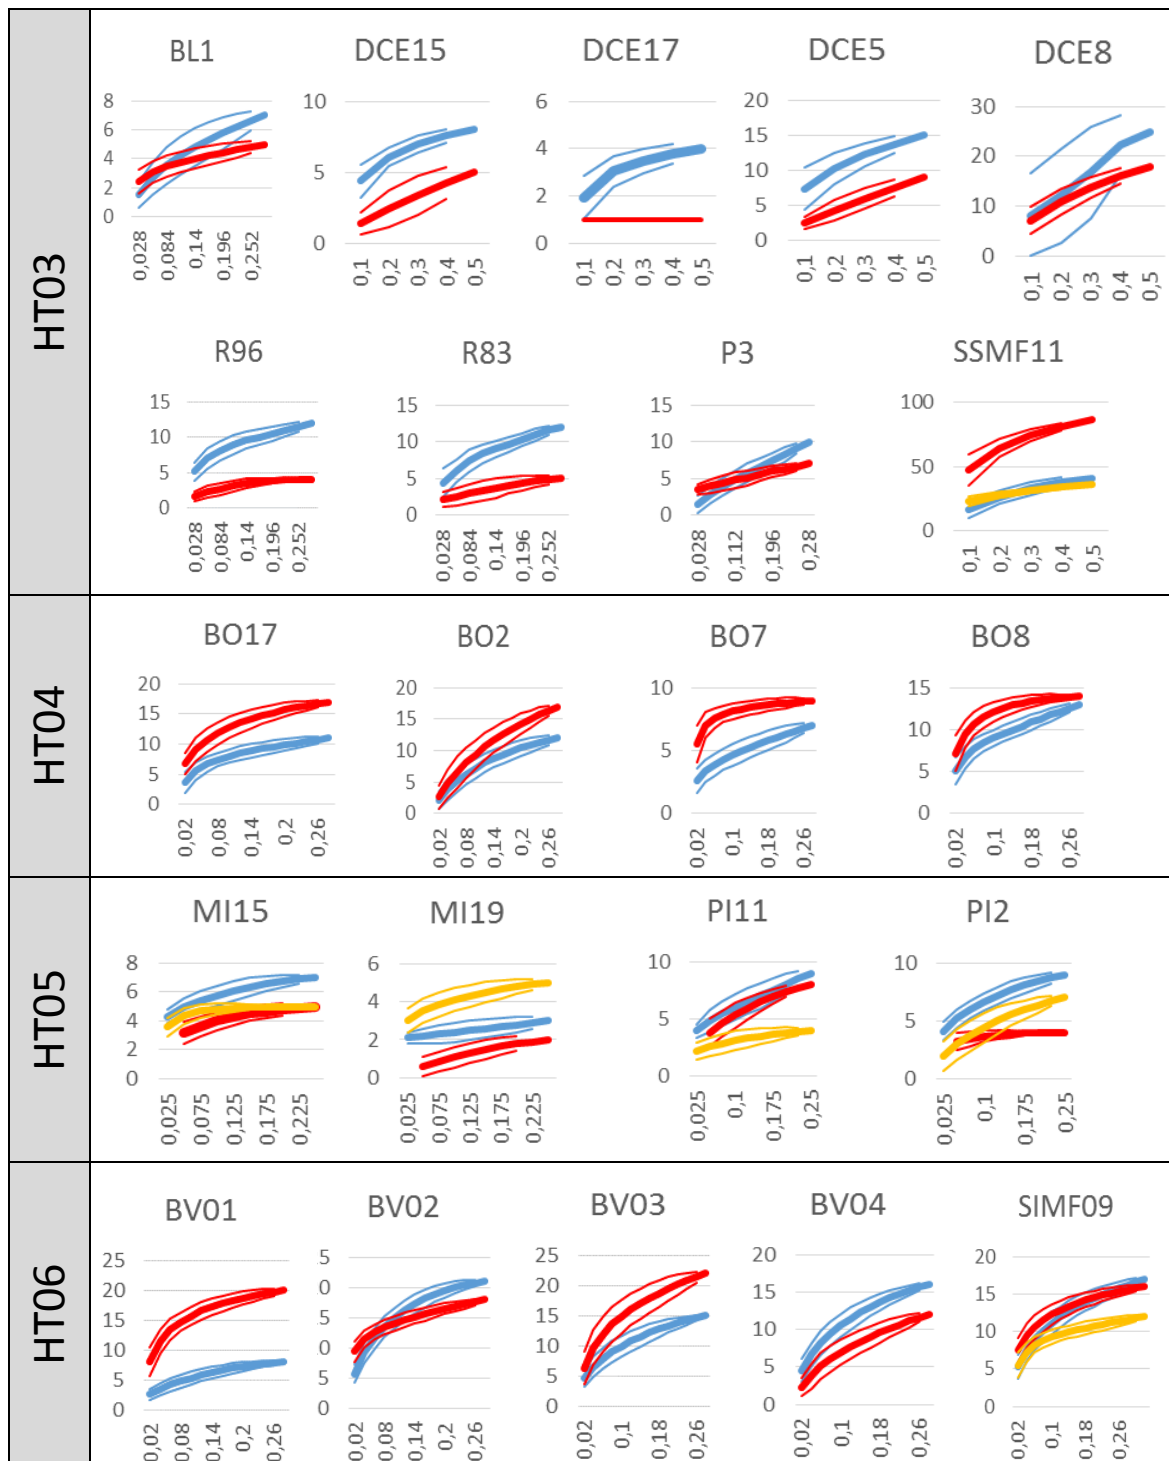 HT03
BL1 DCE15 DCE17 DCE5 DCE8
8 6 4 2 0
0,028 0,084 0,14 0,196 0,252
10 5 0
0,1 0,2 0,3 0,4 0,5
6 4 2 0
0,1 0,2 0,3 0,4 0,5
20 15 10 5 0
0,1 0,2 0,3 0,4 0,5
30 20 10 0
0,1 0,2 0,3 0,4 0,5
R96 R83 P3 SSMF11
15 10 5 0
0,028 0,084 0,14 0,196 0,252
15 10 5 0
0,028 0,084 0,14 0,196 0,252
15 10 5 0
0,028 0,112 0,196 0,28
100 50 0
0,1 0,2 0,3 0,4 0,5
HT04
BO17 BO2 BO7 BO8
20 15 10 5 0
0,02 0,08 0,14 0,2 0,26
20 15 10 5 0
0,02 0,08 0,14 0,2 0,26
10 5 0
0,02 0,1 0,18 0,26
15 10 5 0
0,02 0,1 0,18 0,26
HT05
MI15 MI19 PI11 PI2
8 6 4 2 0
0,025 0,075 0,125 0,175 0,225
6 4 2 0
0,025 0,075 0,125 0,175 0,225
10 5 0
0,025 0,1 0,175 0,25
10 5 0
0,025 0,1 0,175 0,25
HT06
BV01 BV02 BV03 BV04 SIMF09
25 20 15 10 5 0
0,02 0,08 0,14 0,2 0,26
5 0 5 0 5 0
0,02 0,08 0,14 0,2 0,26
25 20 15 10 5 0
0,02 0,1 0,18 0,26
20 15 10 5 0
0,02 0,1 0,18 0,26
20 15 10 5 0
0,02 0,1 0,18 0,26